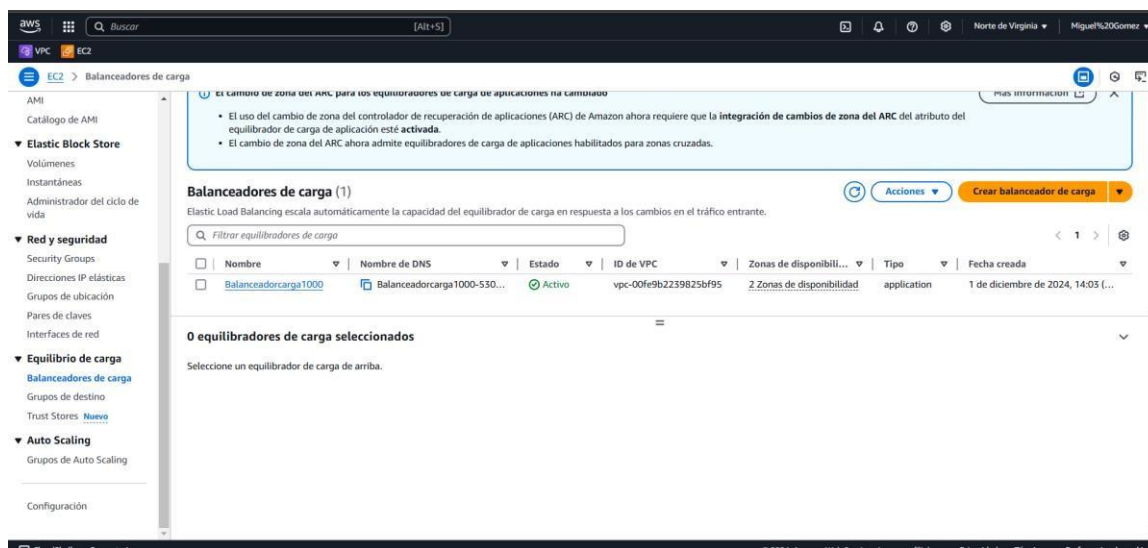 aws
Buscar
[Alt+S]
Norte de Virginia
Miguel%20Gomez
VPC
EC2
EC2 > Balanceadores de carga
AMI
Catálogo de AMI
Elastic Block Store
Volúmenes
Instantáneas
Administrador del ciclo de
vida
Red y seguridad
Security Groups
Direcciones IP elásticas
Grupos de ubicación
Pares de claves
Interfaces de red
Equilibrio de carga
Balanceadores de carga
Grupos de destino
Trust Stores Nuevo
Auto Scaling
Grupos de Auto Scaling
Configuración
El cambio de zona del ARC para los equilibradores de carga de aplicaciones ha cambiado
Más información
• El uso del cambio de zona del controlador de recuperación de aplicaciones (ARC) de Amazon ahora requiere que la integración de cambios de zona del ARC del atributo del
equilibrador de carga de aplicación esté activada.
• El cambio de zona del ARC ahora admite equilibradores de carga de aplicaciones habilitados para zonas cruzadas.
Balanceadores de carga (1)
Acciones
Crear balanceador de carga
Elastic Load Balancing escala automáticamente la capacidad del equilibrador de carga en respuesta a los cambios en el tráfico entrante.
Filtrar equilibradores de carga
1
Nombre
Nombre de DNS
Estado
ID de VPC
Zonas de disponibili...
Tipo
Fecha creada
Balanceadorcarga1000
Balanceadorcarga1000-530...
Activo
vpc-00fe9b2239825bf95
2 Zonas de disponibilidad
application
1 de diciembre de 2024, 14:03 (...
0 equilibradores de carga seleccionados
Seleccione un equilibrador de carga de arriba.